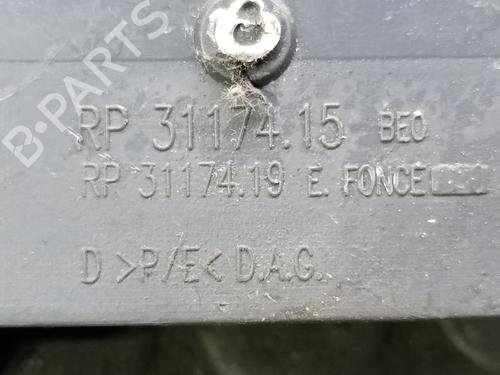 B-PARTS
RP 31174.15 BEO
RP 31174.19 E. FONCE
D >P/E< D.A.G.